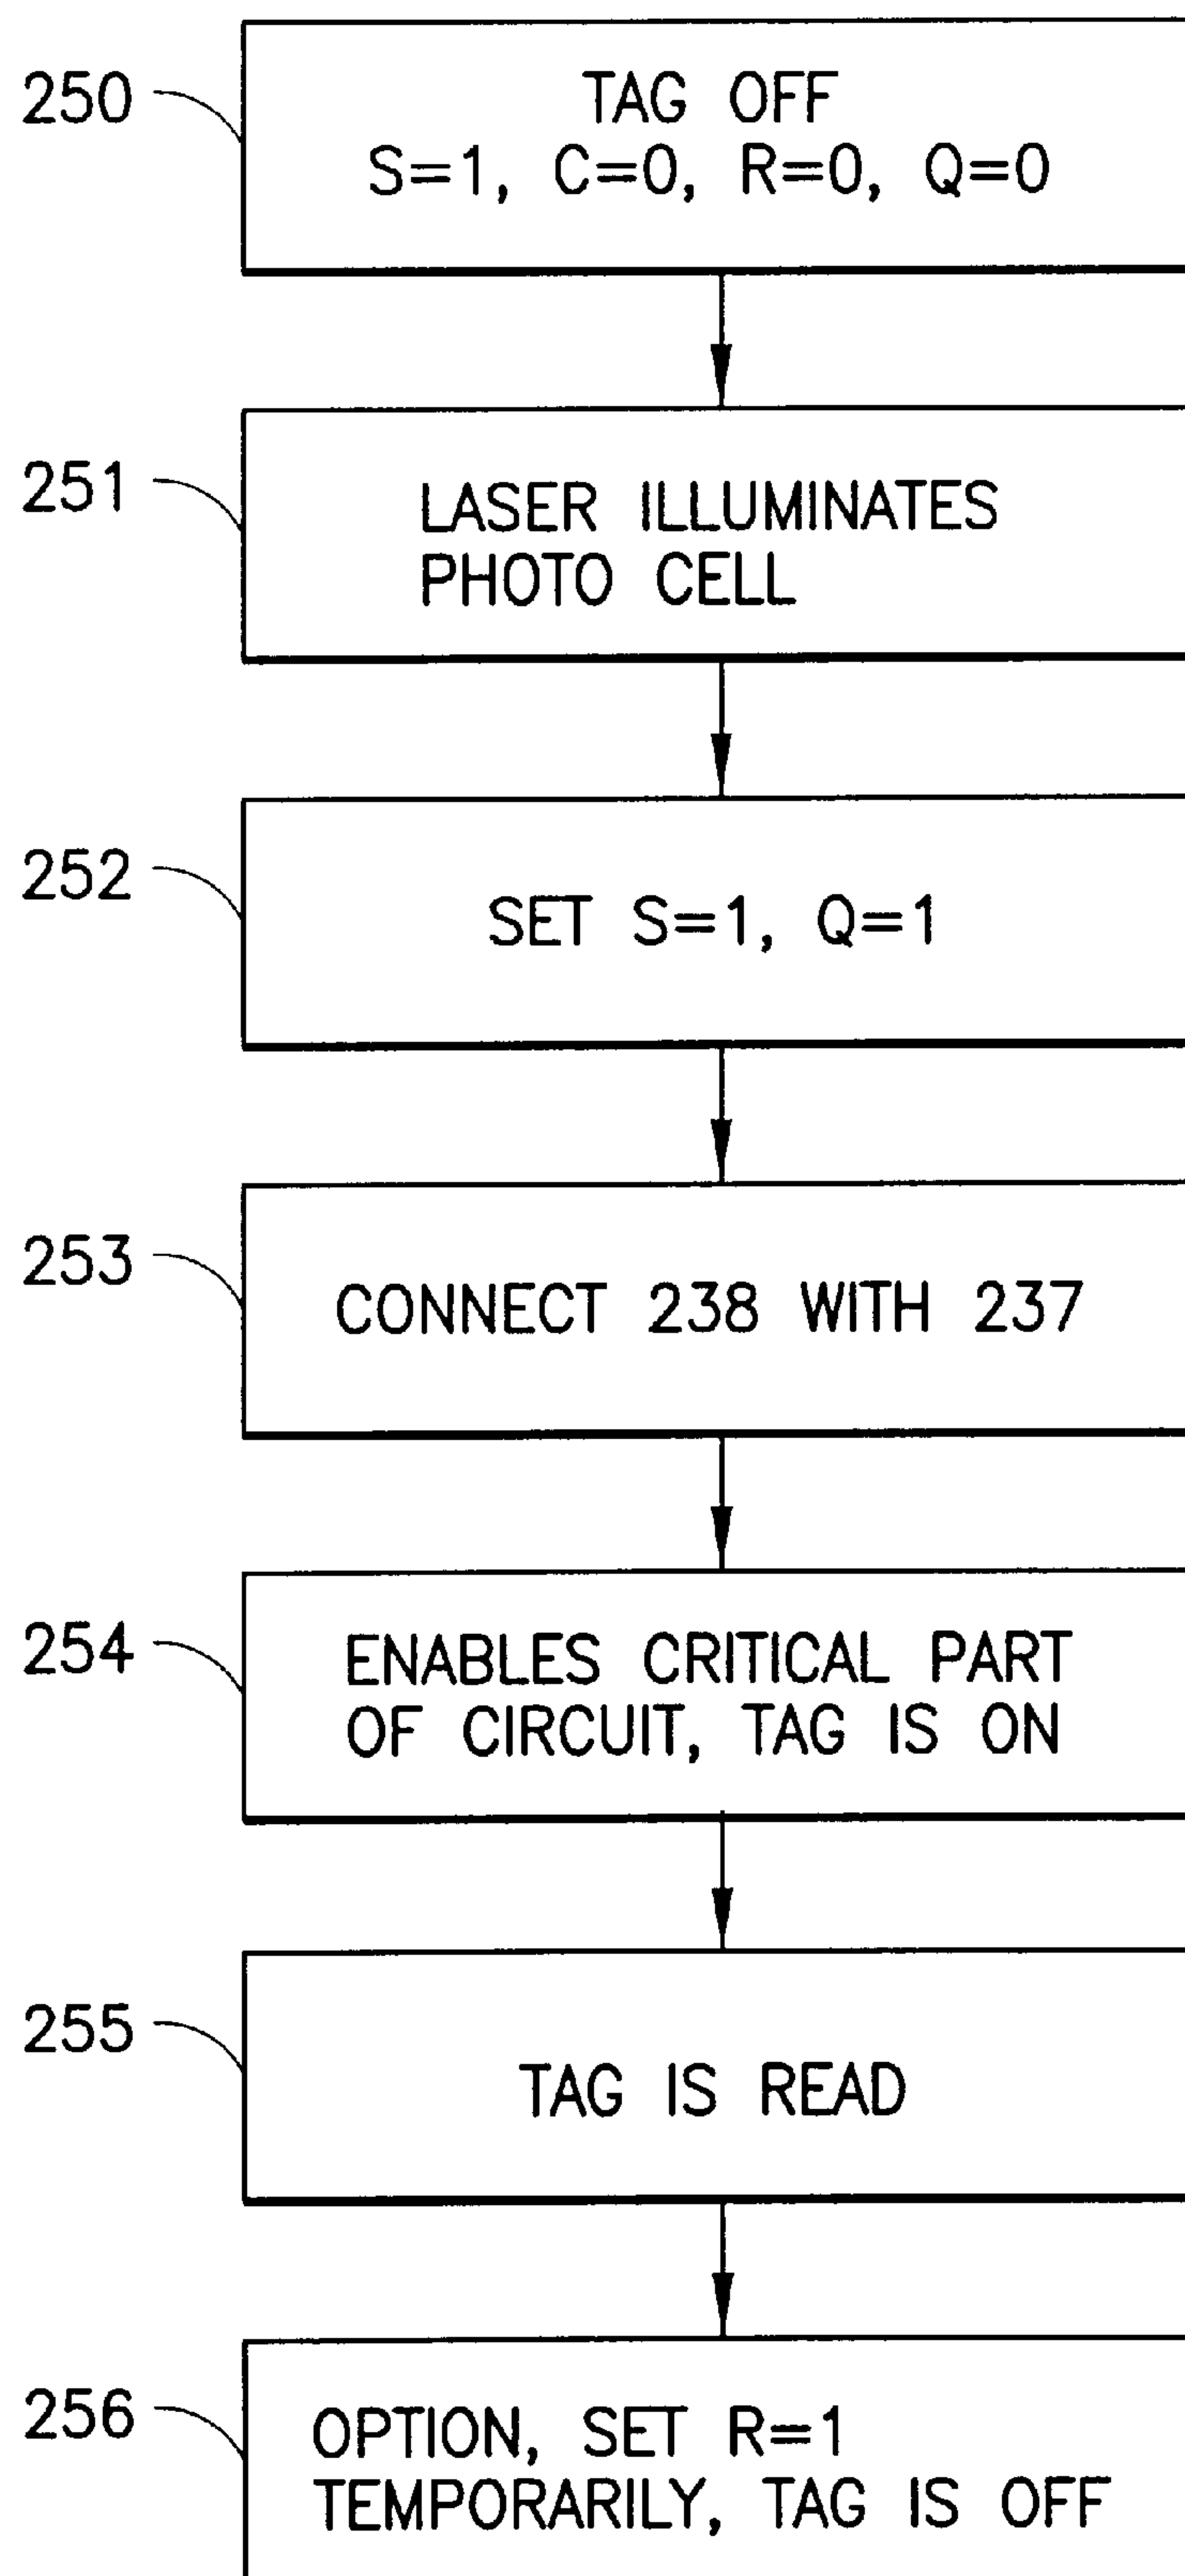 250
TAG OFF
S=1, C=0, R=0, Q=0
251
LASER ILLUMINATES
PHOTO CELL
252
SET S=1, Q=1
253
CONNECT 238 WITH 237
254
ENABLES CRITICAL PART
OF CIRCUIT, TAG IS ON
255
TAG IS READ
256
OPTION, SET R=1
TEMPORARILY, TAG IS OFF